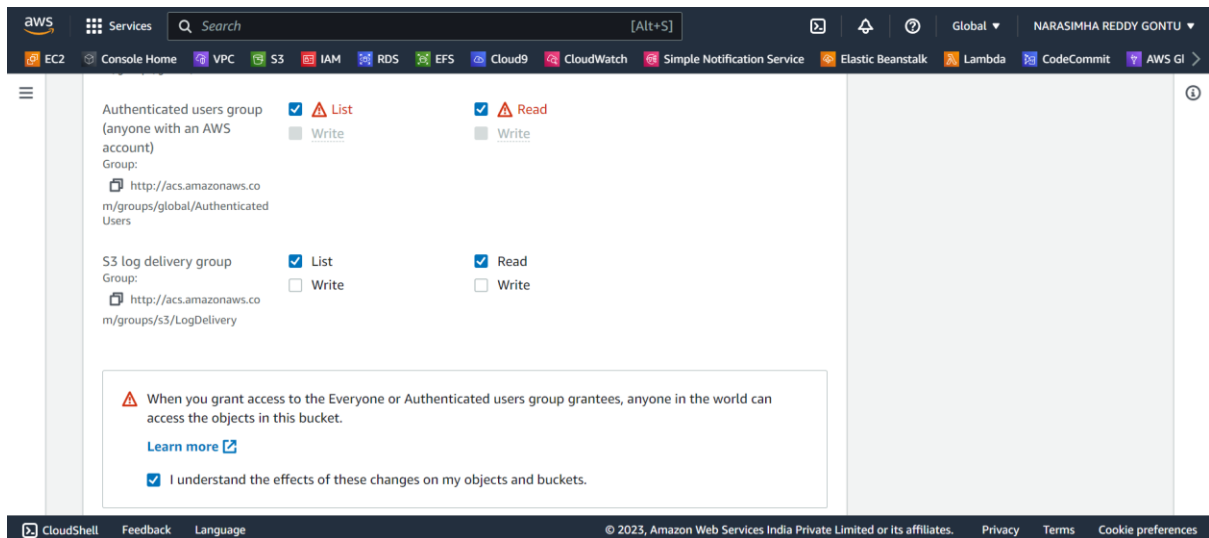 aws
Services
Search
[Alt+S]
Global
NARASIMHA REDDY GONTU
EC2
Console Home
VPC
S3
IAM
RDS
EFS
Cloud9
CloudWatch
Simple Notification Service
Elastic Beanstalk
Lambda
CodeCommit
AWS Gl
Authenticated users group
(anyone with an AWS
account)
Group:
http://acs.amazonaws.co
m/groups/global/Authenticated
Users
List
Write
Read
Write
S3 log delivery group
Group:
http://acs.amazonaws.co
m/groups/s3/LogDelivery
List
Write
Read
Write
When you grant access to the Everyone or Authenticated users group grantees, anyone in the world can
access the objects in this bucket.
Learn more
I understand the effects of these changes on my objects and buckets.
CloudShell
Feedback
Language
© 2023, Amazon Web Services India Private Limited or its affiliates.
Privacy
Terms
Cookie preferences